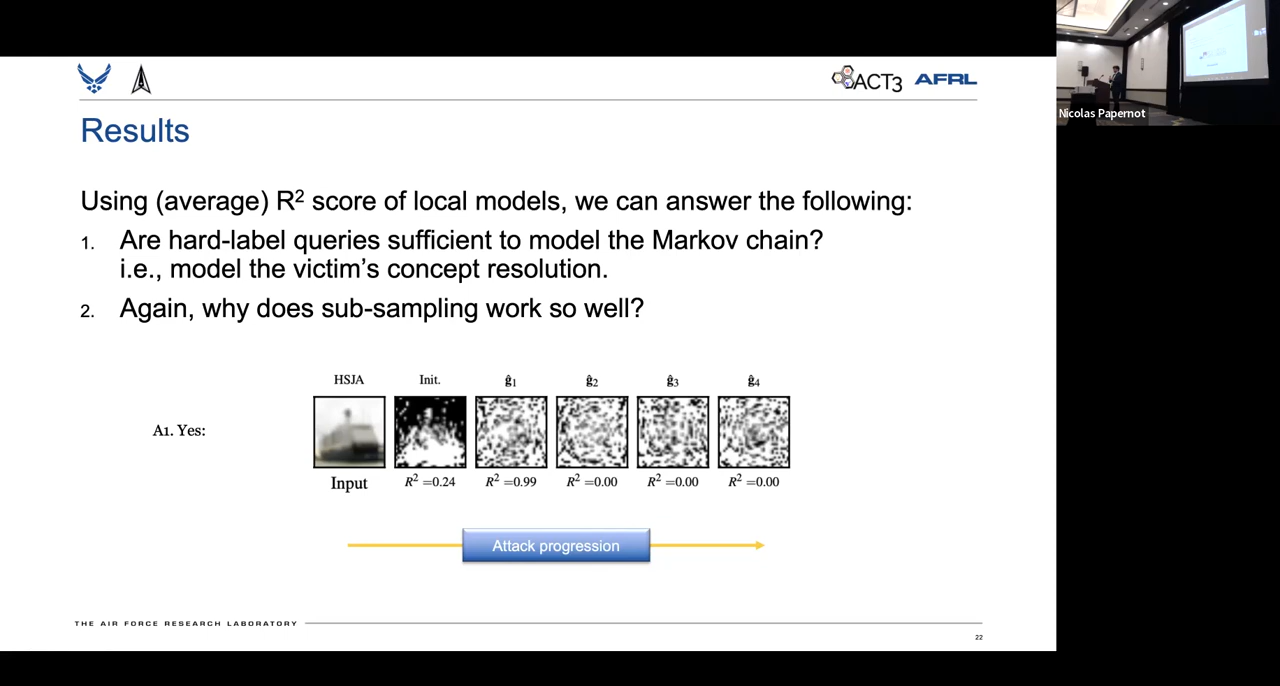 ACT3 AFRL
Nicolas Papernot
Results
Using (average) R² score of local models, we can answer the following:
1. Are hard-label queries sufficient to model the Markov chain?
i.e., model the victim’s concept resolution.
2. Again, why does sub-sampling work so well?
HSJA Init. ĝ₁ ĝ₂ ĝ₃ ĝ₄
A1. Yes:
Input R² =0.24 R² =0.99 R² =0.00 R² =0.00 R² =0.00
Attack progression
THE AIR FORCE RESEARCH LABORATORY
22